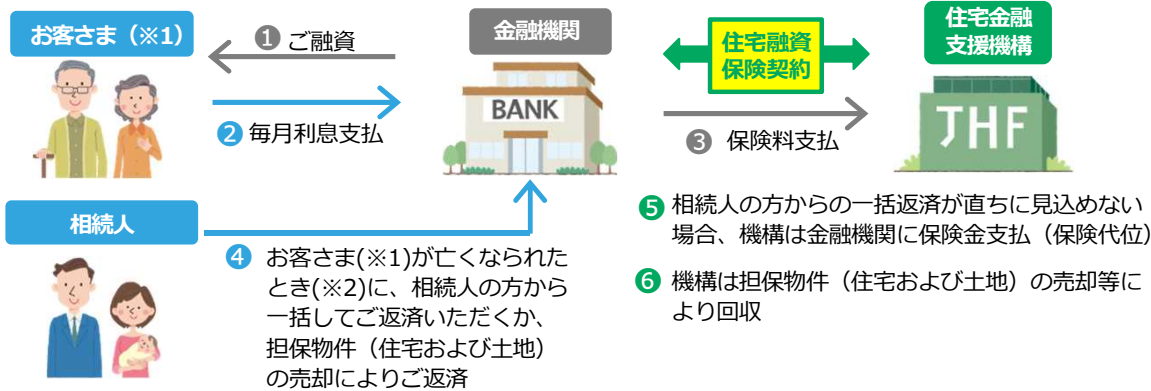 お客さま（※1）
❶ ご融資
金融機関
住宅融資
保険契約
住宅金融
支援機構
BANK
JHF
❷ 毎月利息支払
❸ 保険料支払
相続人
❹ お客さま(※1)が亡くなられた
とき(※2)に、相続人の方から
一括してご返済いただくか、
担保物件（住宅および土地）
の売却によりご返済
❺ 相続人の方からの一括返済が直ちに見込めない
場合、機構は金融機関に保険金支払（保険代位）
❻ 機構は担保物件（住宅および土地）の売却等に
より回収